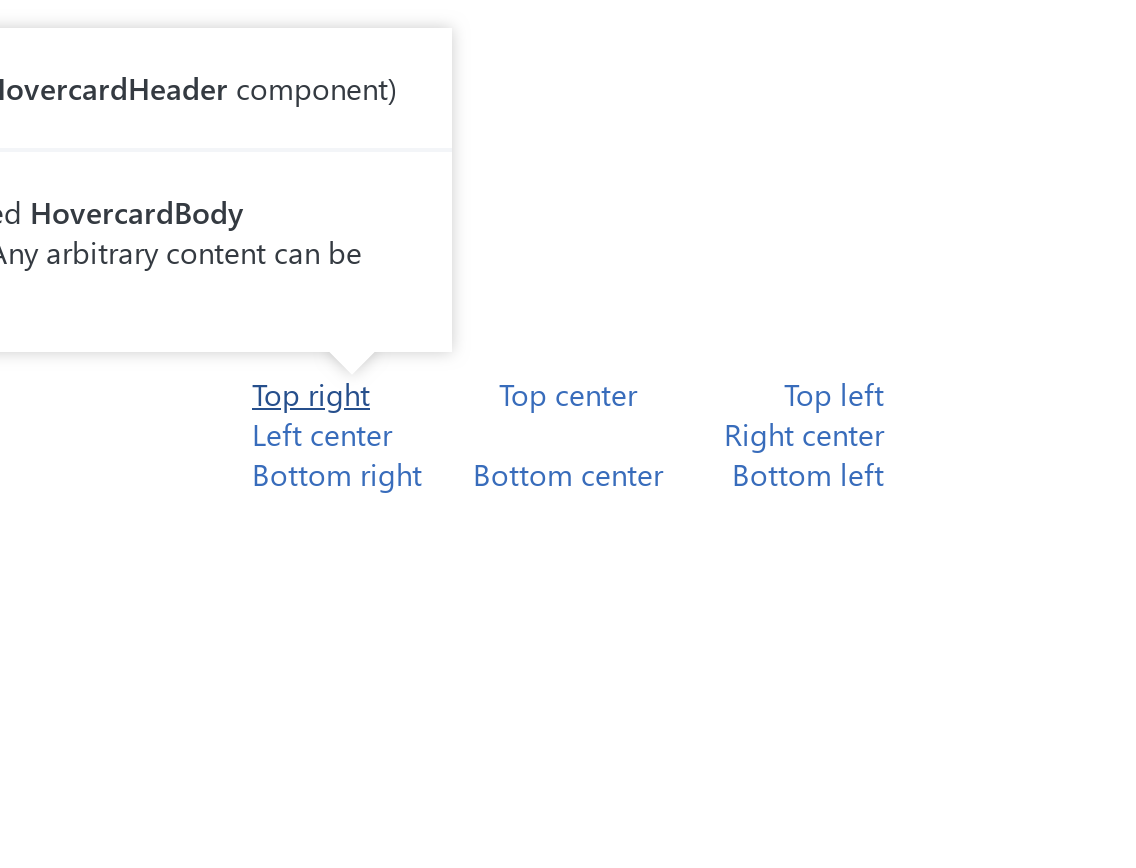 HovercardHeader component)
HovercardBody
Any arbitrary content can be
Top right Top center Top left
Left center Right center
Bottom right Bottom center Bottom left